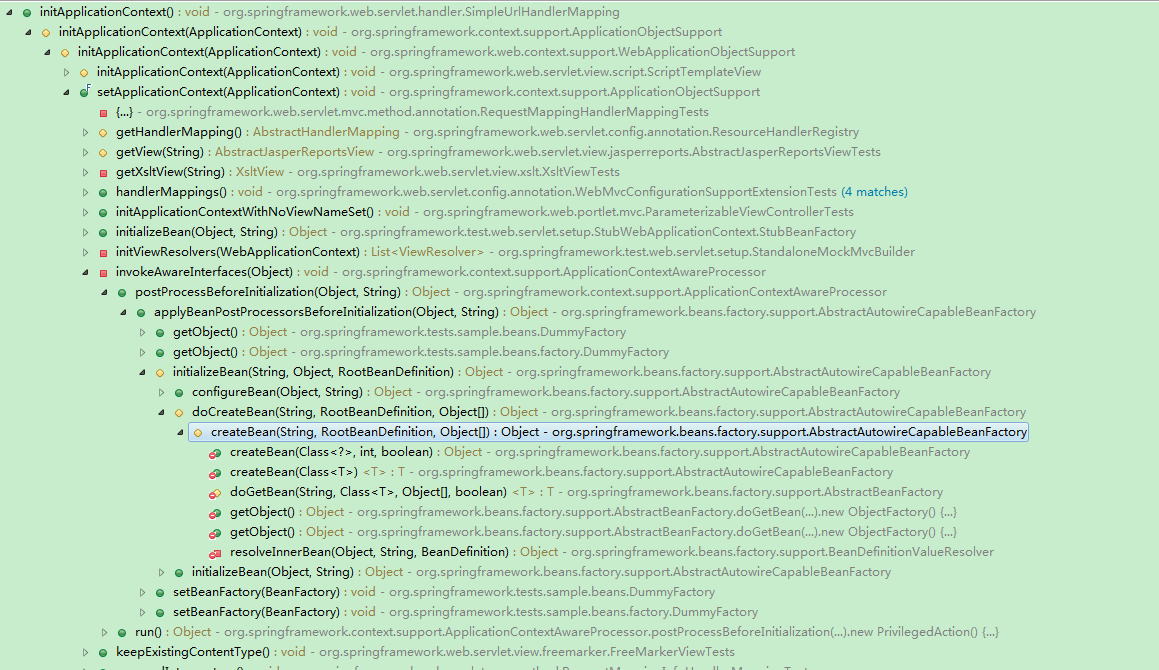 initApplicationContext() : void - org.springframework.web.servlet.handler.SimpleUrlHandlerMapping
initApplicationContext(ApplicationContext) : void - org.springframework.context.support.ApplicationObjectSupport
initApplicationContext(ApplicationContext) : void - org.springframework.web.context.support.WebApplicationObjectSupport
initApplicationContext(ApplicationContext) : void - org.springframework.web.servlet.view.script.ScriptTemplateView
setApplicationContext(ApplicationContext) : void - org.springframework.context.support.ApplicationObjectSupport
{...} - org.springframework.web.servlet.mvc.method.annotation.RequestMappingHandlerMappingTests
getHandlerMapping() : AbstractHandlerMapping - org.springframework.web.servlet.config.annotation.ResourceHandlerRegistry
getView(String) : AbstractJasperReportsView - org.springframework.web.servlet.view.jasperreports.AbstractJasperReportsViewTests
getXsltView(String) : XsltView - org.springframework.web.servlet.view.xslt.XsltViewTests
handlerMappings() : void - org.springframework.web.servlet.config.annotation.WebMvcConfigurationSupportExtensionTests (4 matches)
initApplicationContextWithNoViewNameSet() : void - org.springframework.web.portlet.mvc.ParameterizableViewControllerTests
initializeBean(Object, String) : Object - org.springframework.test.web.servlet.setup.StubWebApplicationContext.StubBeanFactory
initViewResolvers(WebApplicationContext) : List<ViewResolver> - org.springframework.test.web.servlet.setup.StandaloneMockMvcBuilder
invokeAwareInterfaces(Object) : void - org.springframework.context.support.ApplicationContextAwareProcessor
postProcessBeforeInitialization(Object, String) : Object - org.springframework.context.support.ApplicationContextAwareProcessor
applyBeanPostProcessorsBeforeInitialization(Object, String) : Object - org.springframework.beans.factory.support.AbstractAutowireCapableBeanFactory
getObject() : Object - org.springframework.tests.sample.beans.DummyFactory
getObject() : Object - org.springframework.tests.sample.beans.factory.DummyFactory
initializeBean(String, Object, RootBeanDefinition) : Object - org.springframework.beans.factory.support.AbstractAutowireCapableBeanFactory
configureBean(Object, String) : Object - org.springframework.beans.factory.support.AbstractAutowireCapableBeanFactory
doCreateBean(String, RootBeanDefinition, Object[]) : Object - org.springframework.beans.factory.support.AbstractAutowireCapableBeanFactory
createBean(String, RootBeanDefinition, Object[]) : Object - org.springframework.beans.factory.support.AbstractAutowireCapableBeanFactory
createBean(Class<?>, int, boolean) : Object - org.springframework.beans.factory.support.AbstractAutowireCapableBeanFactory
createBean(Class<T>) <T> : T - org.springframework.beans.factory.support.AbstractAutowireCapableBeanFactory
doGetBean(String, Class<T>, Object[], boolean) <T> : T - org.springframework.beans.factory.support.AbstractBeanFactory
getObject() : Object - org.springframework.beans.factory.support.AbstractBeanFactory.doGetBean(...).new ObjectFactory() {...}
getObject() : Object - org.springframework.beans.factory.support.AbstractBeanFactory.doGetBean(...).new ObjectFactory() {...}
resolveInnerBean(Object, String, BeanDefinition) : Object - org.springframework.beans.factory.support.BeanDefinitionValueResolver
initializeBean(Object, String) : Object - org.springframework.beans.factory.support.AbstractAutowireCapableBeanFactory
setBeanFactory(BeanFactory) : void - org.springframework.tests.sample.beans.DummyFactory
setBeanFactory(BeanFactory) : void - org.springframework.tests.sample.beans.factory.DummyFactory
run() : Object - org.springframework.context.support.ApplicationContextAwareProcessor.postProcessBeforeInitialization(...).new PrivilegedAction() {...}
keepExistingContentType() : void - org.springframework.web.servlet.view.freemarker.FreeMarkerViewTests